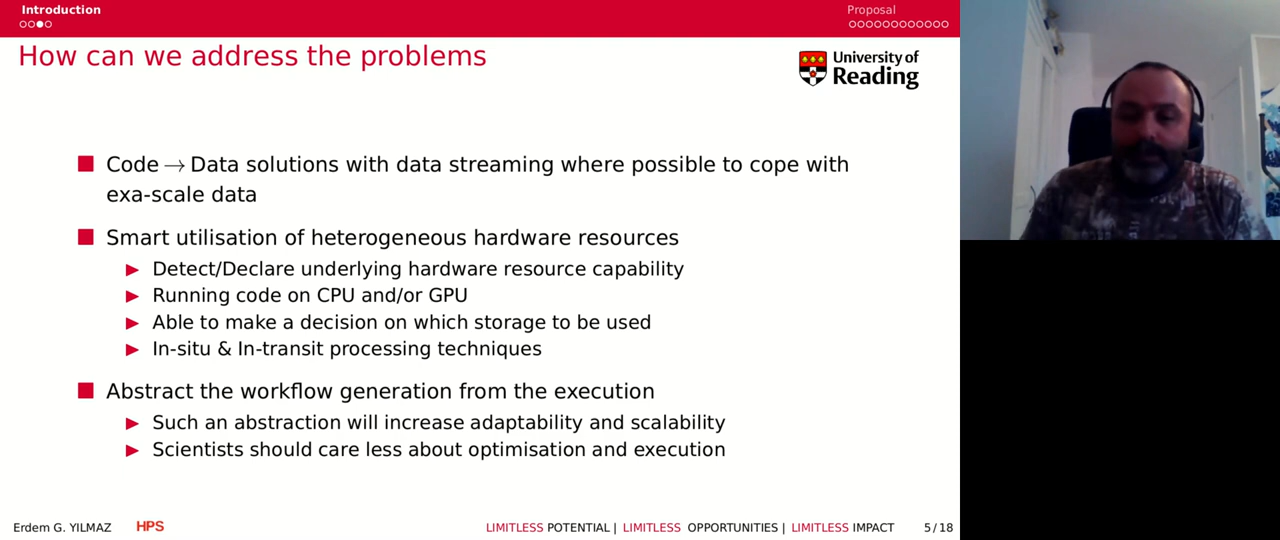 Introduction
Proposal
How can we address the problems
University of
Reading
Code → Data solutions with data streaming where possible to cope with
exa-scale data
Smart utilisation of heterogeneous hardware resources
Detect/Declare underlying hardware resource capability
Running code on CPU and/or GPU
Able to make a decision on which storage to be used
In-situ & In-transit processing techniques
Abstract the workflow generation from the execution
Such an abstraction will increase adaptability and scalability
Scientists should care less about optimisation and execution
Erdem G. YILMAZ HPS LIMITLESS POTENTIAL | LIMITLESS OPPORTUNITIES | LIMITLESS IMPACT 5/18